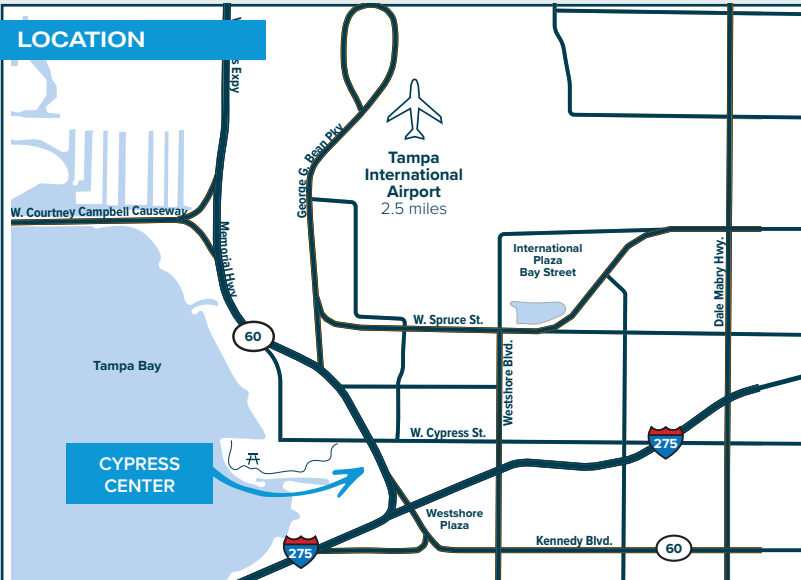 LOCATION
s Expy
George G. Bean Pky
Tampa
International
Airport
2.5 miles
W. Courtney Campbell Causeway
Memorial Hwy
International
Plaza
Bay Street
Dale Mabry Hwy.
W. Spruce St.
60
Westshore Blvd.
Tampa Bay
W. Cypress St.
275
CYPRESS
CENTER
Westshore
Plaza
Kennedy Blvd.
60
275